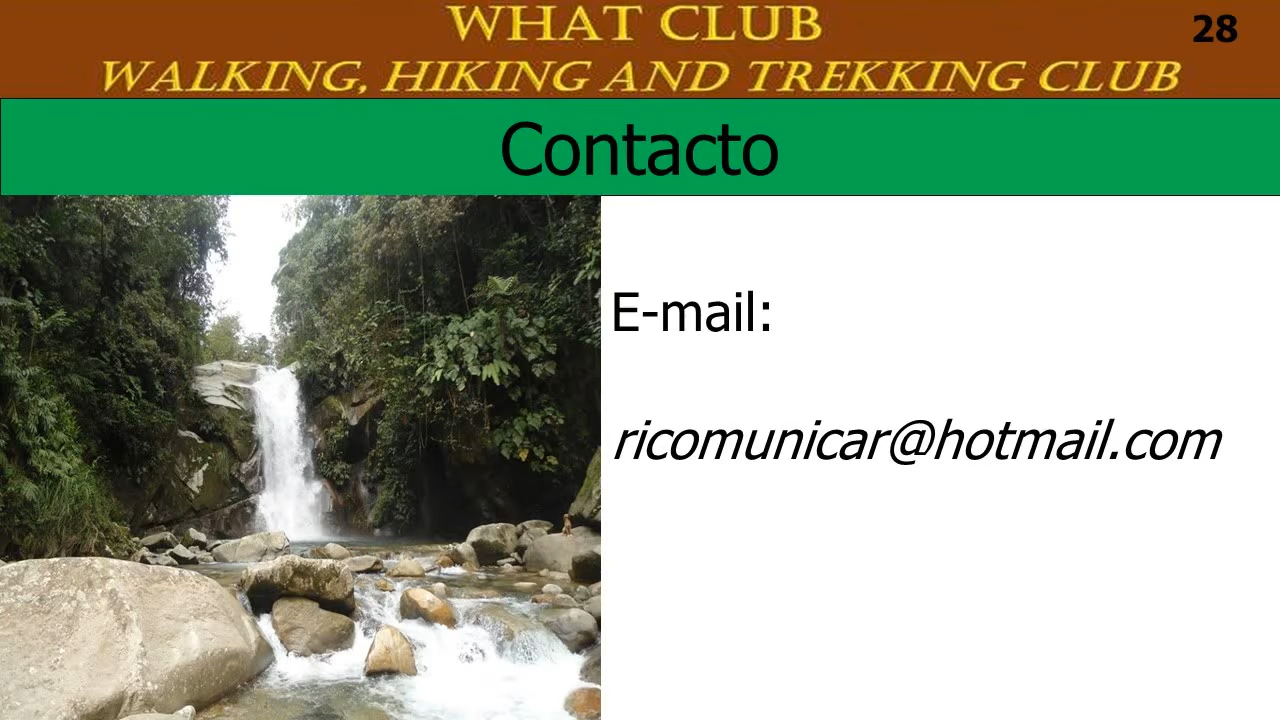 WHAT CLUB
28
WALKING, HIKING AND TREKKING CLUB
Contacto
E-mail:
ricomunicar@hotmail.com